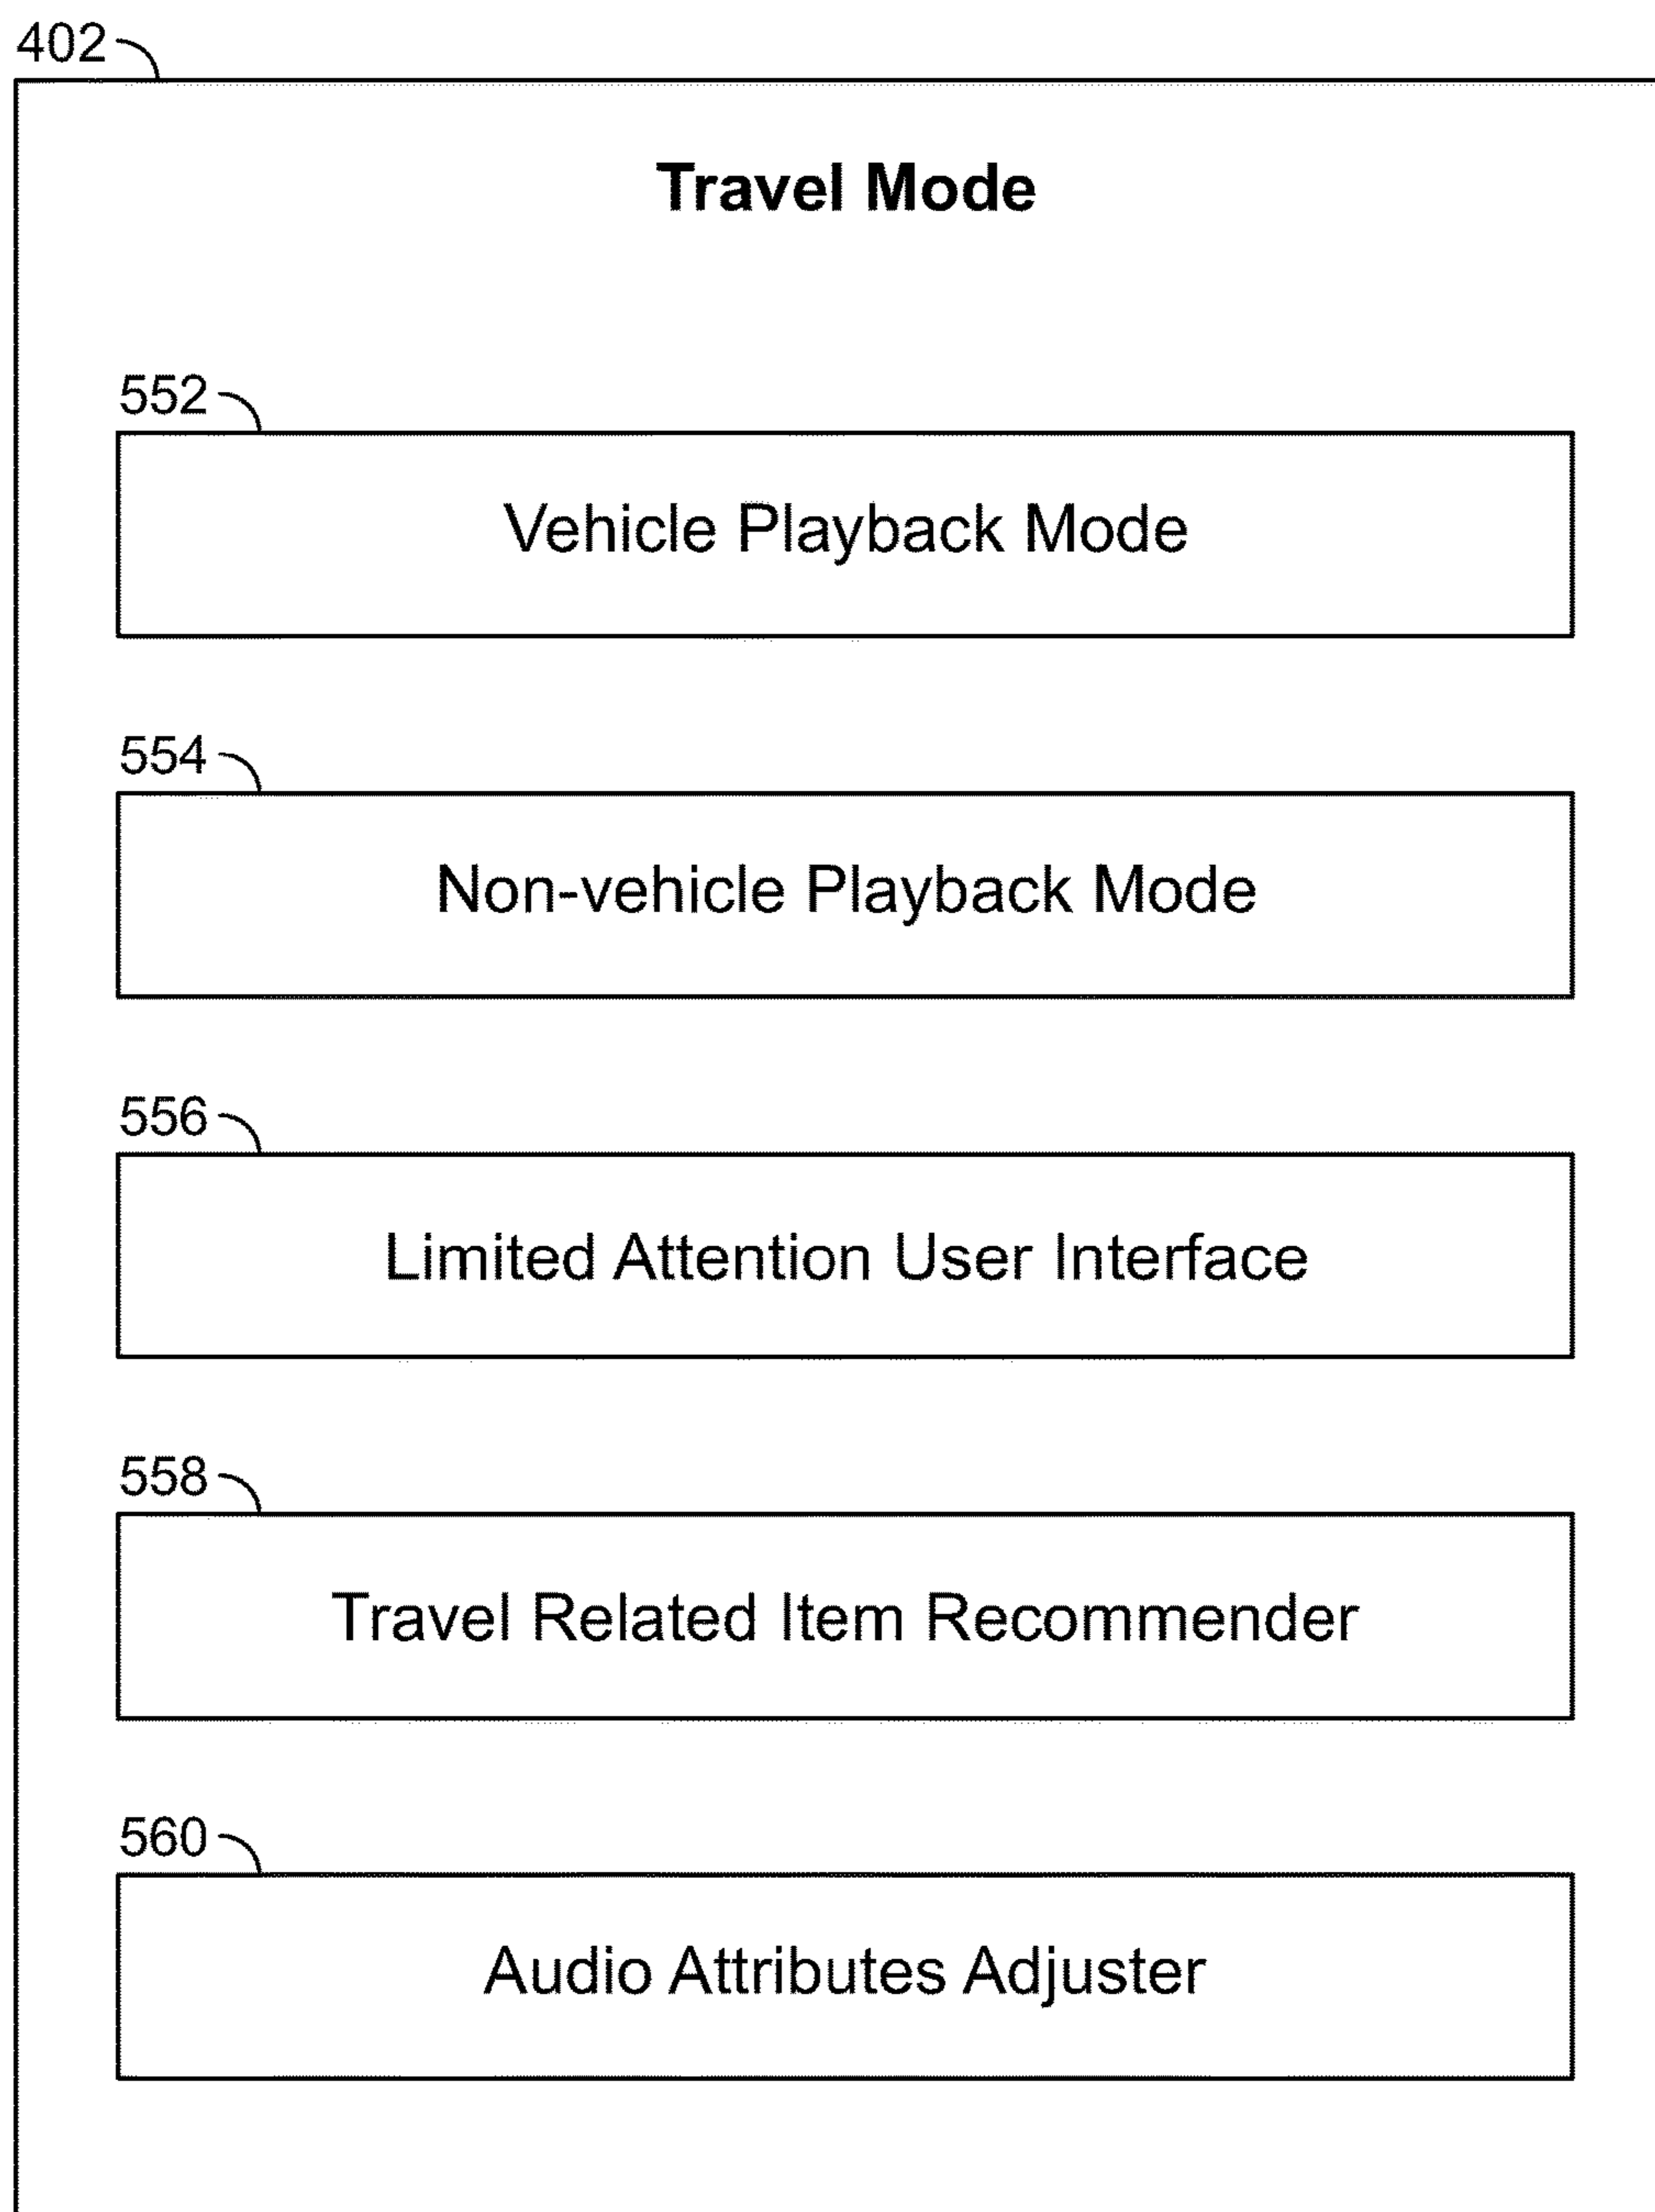 402
Travel Mode
552
Vehicle Playback Mode
554
Non-vehicle Playback Mode
556
Limited Attention User Interface
558
Travel Related Item Recommender
560
Audio Attributes Adjuster